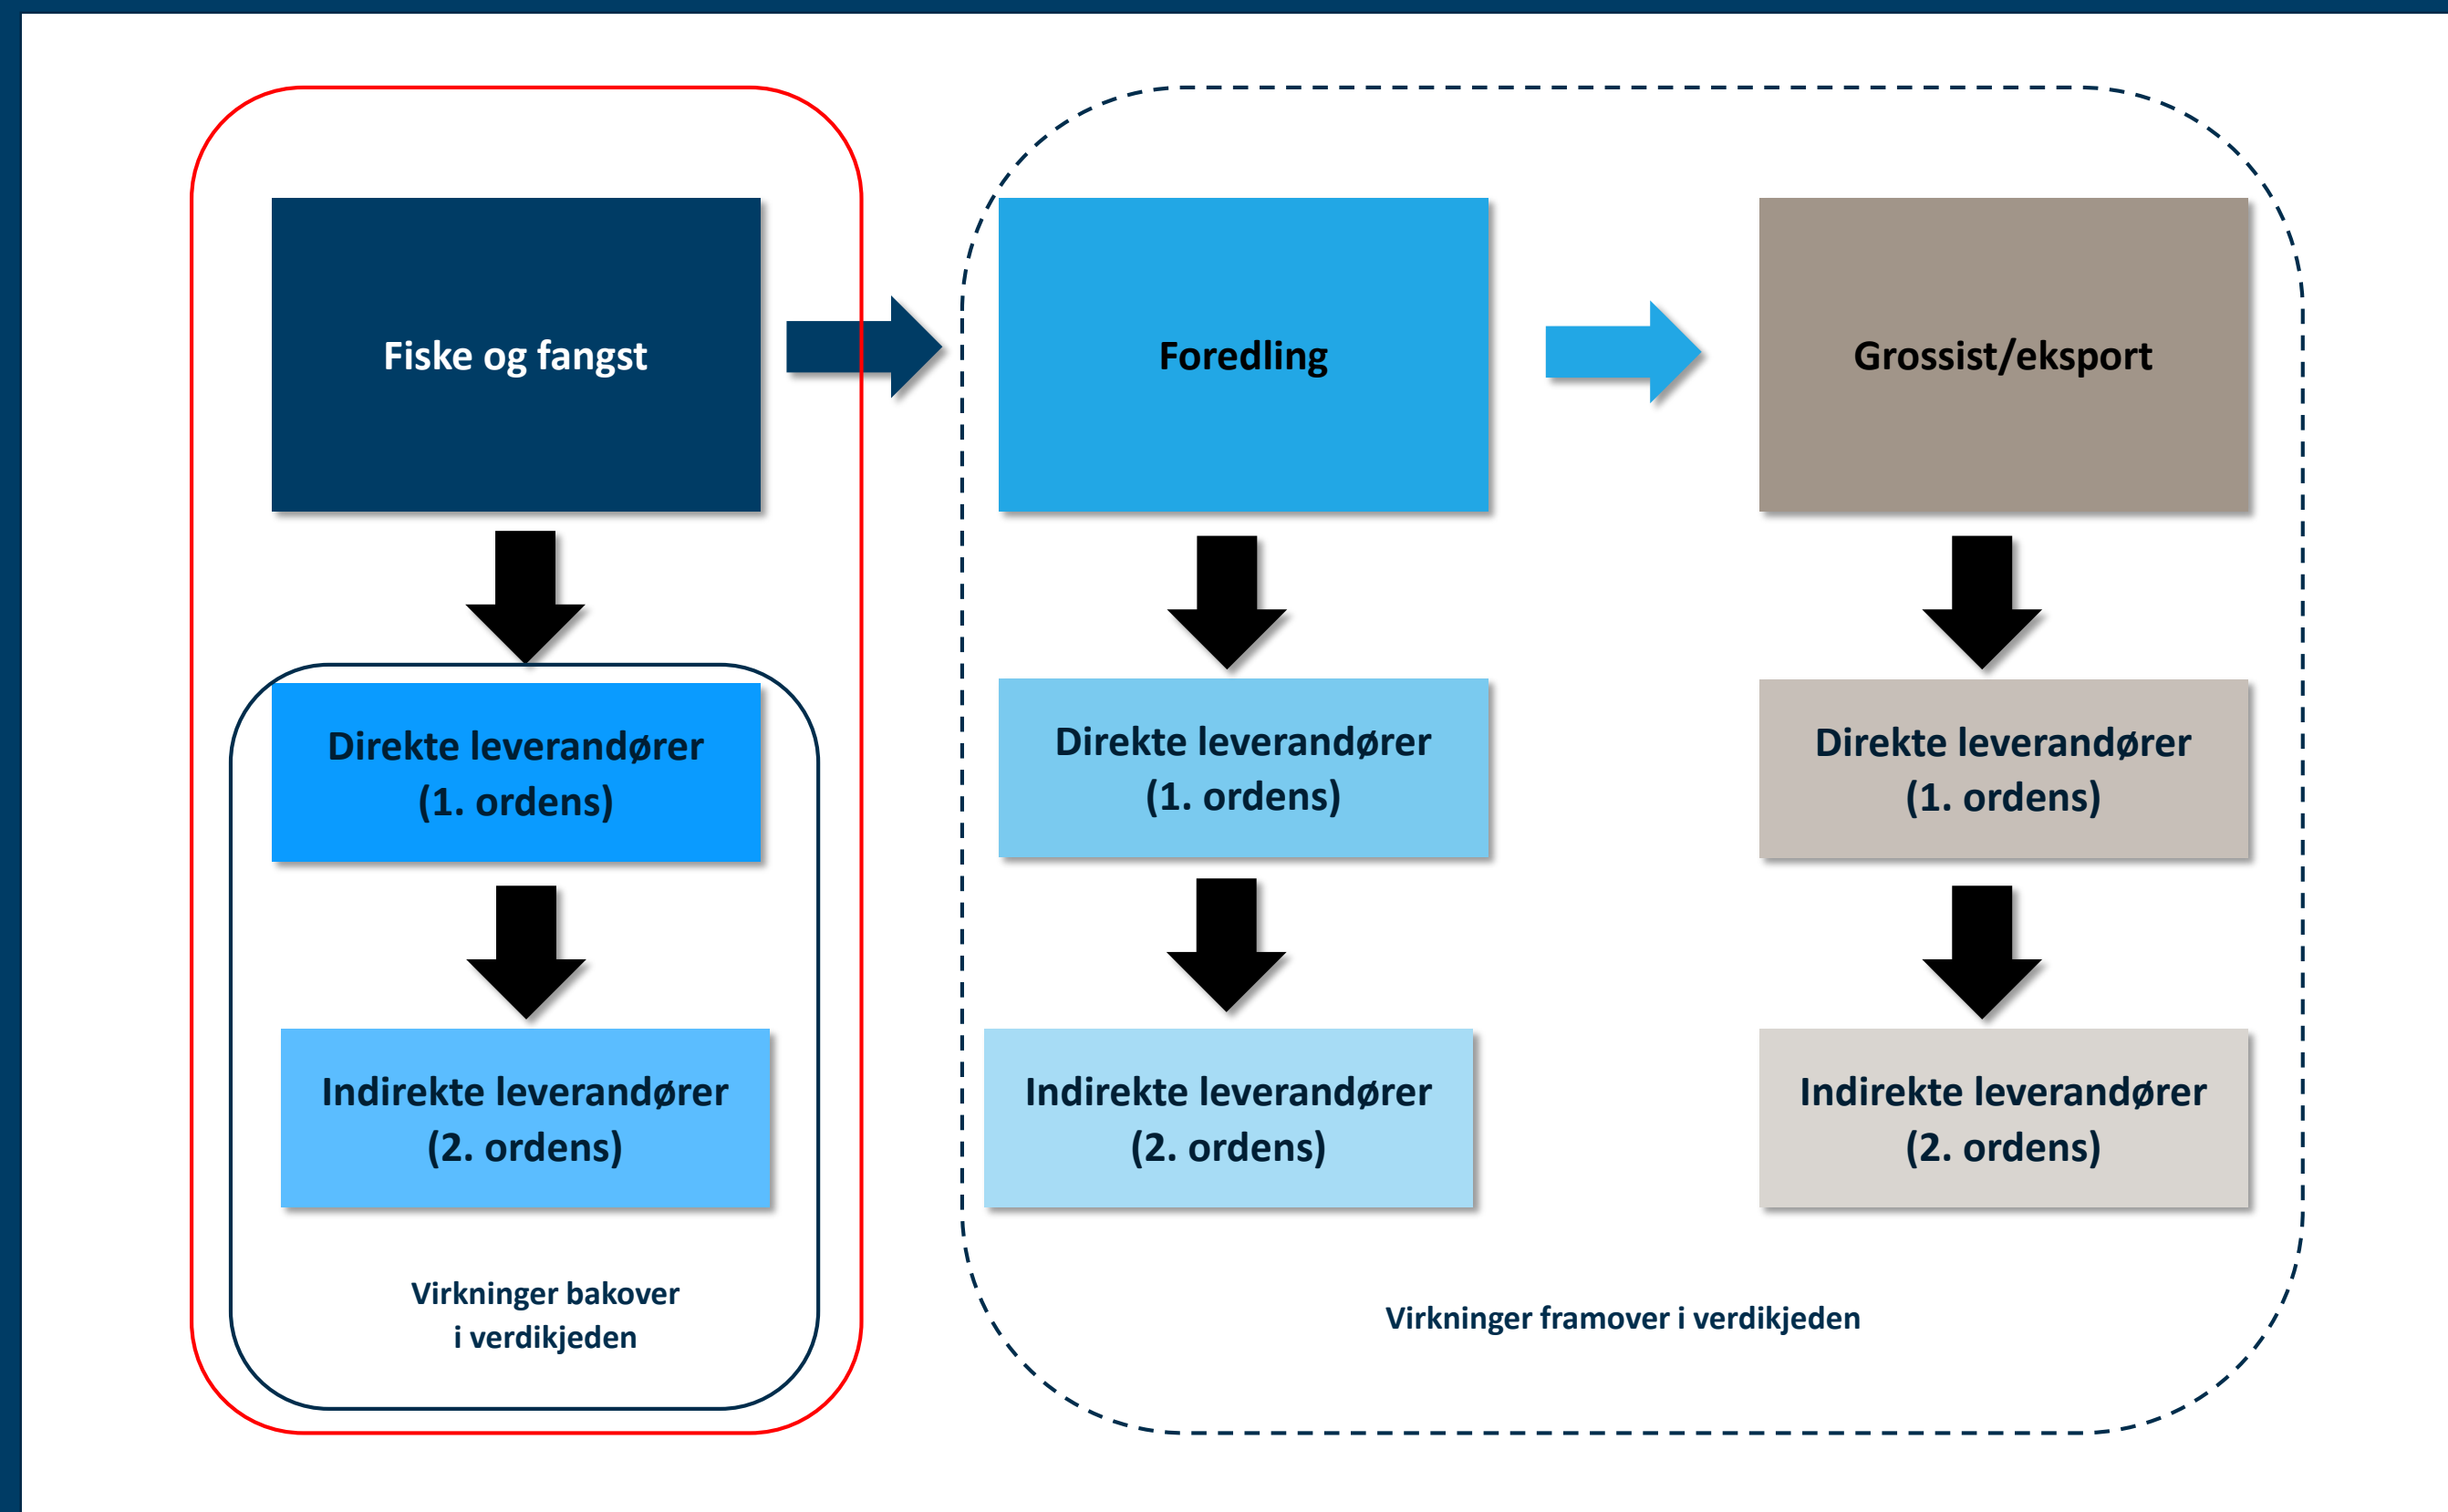 Fiske og fangst
Foredling
Grossist/eksport
Direkte leverandører
(1. ordens)
Direkte leverandører
(1. ordens)
Direkte leverandører
(1. ordens)
Indirekte leverandører
(2. ordens)
Indirekte leverandører
(2. ordens)
Indirekte leverandører
(2. ordens)
Virkninger bakover
i verdikjeden
Virkninger framover i verdikjeden